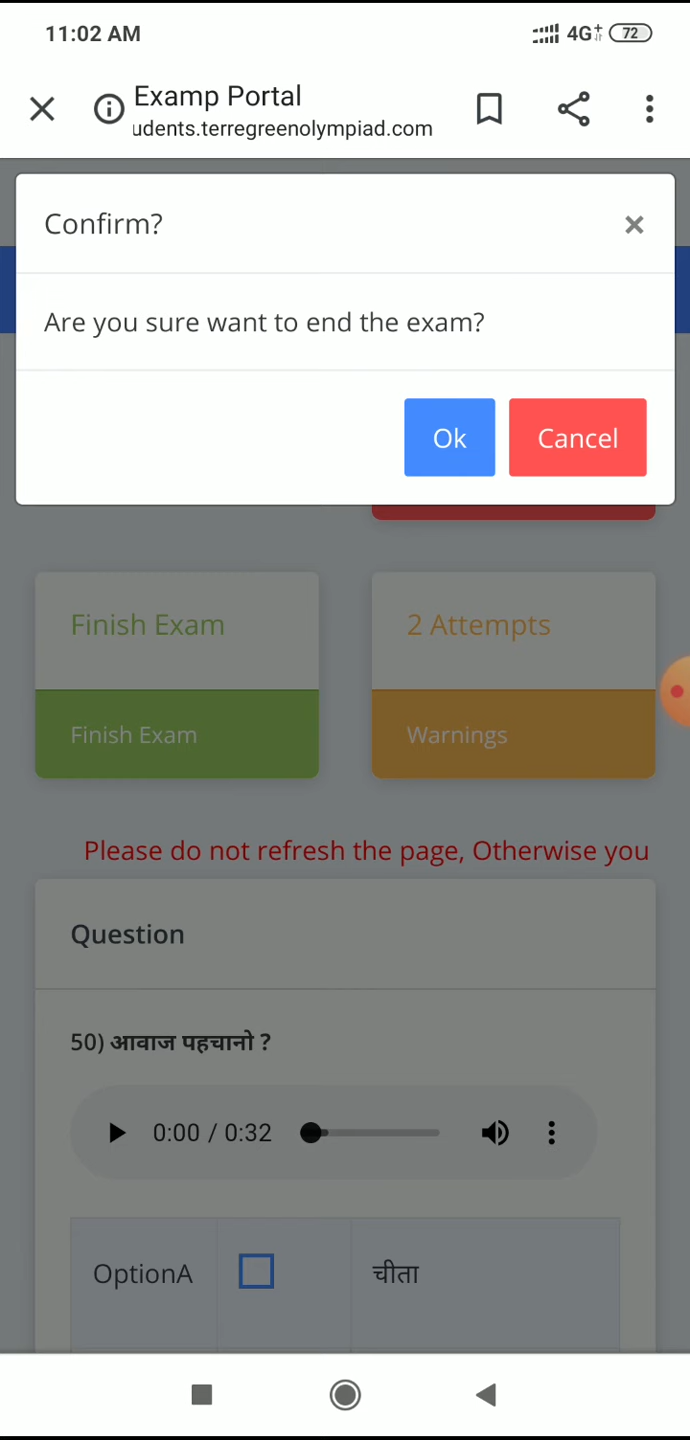 11:02 AM
4G+ 72
Examp Portal
udents.terregreenolympiad.com
Confirm?
Are you sure want to end the exam?
Ok
Cancel
Finish Exam
2 Attempts
Finish Exam
Warnings
Please do not refresh the page, Otherwise you
Question
50) आवाज पहचानो ?
0:00 / 0:32
OptionA
चीता